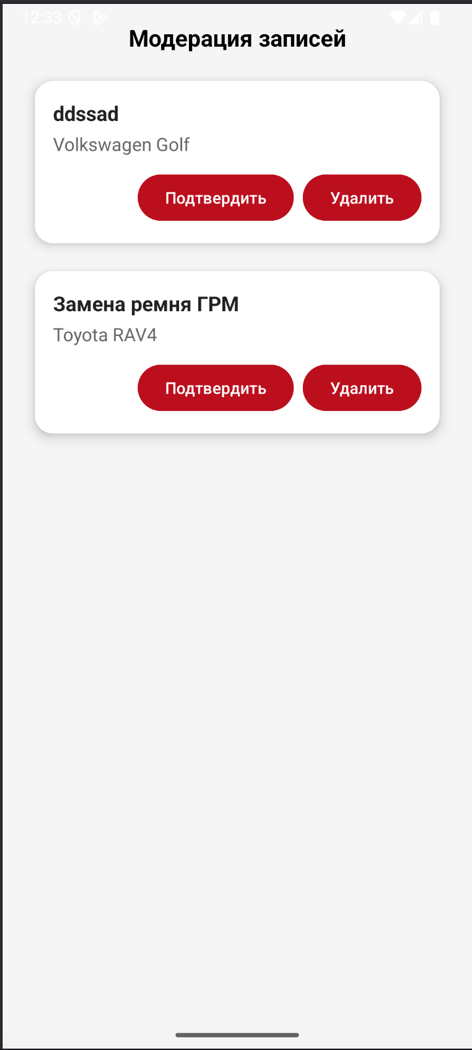 12:33
Модерация записей
ddssad
Volkswagen Golf
Подтвердить Удалить
Замена ремня ГРМ
Toyota RAV4
Подтвердить Удалить